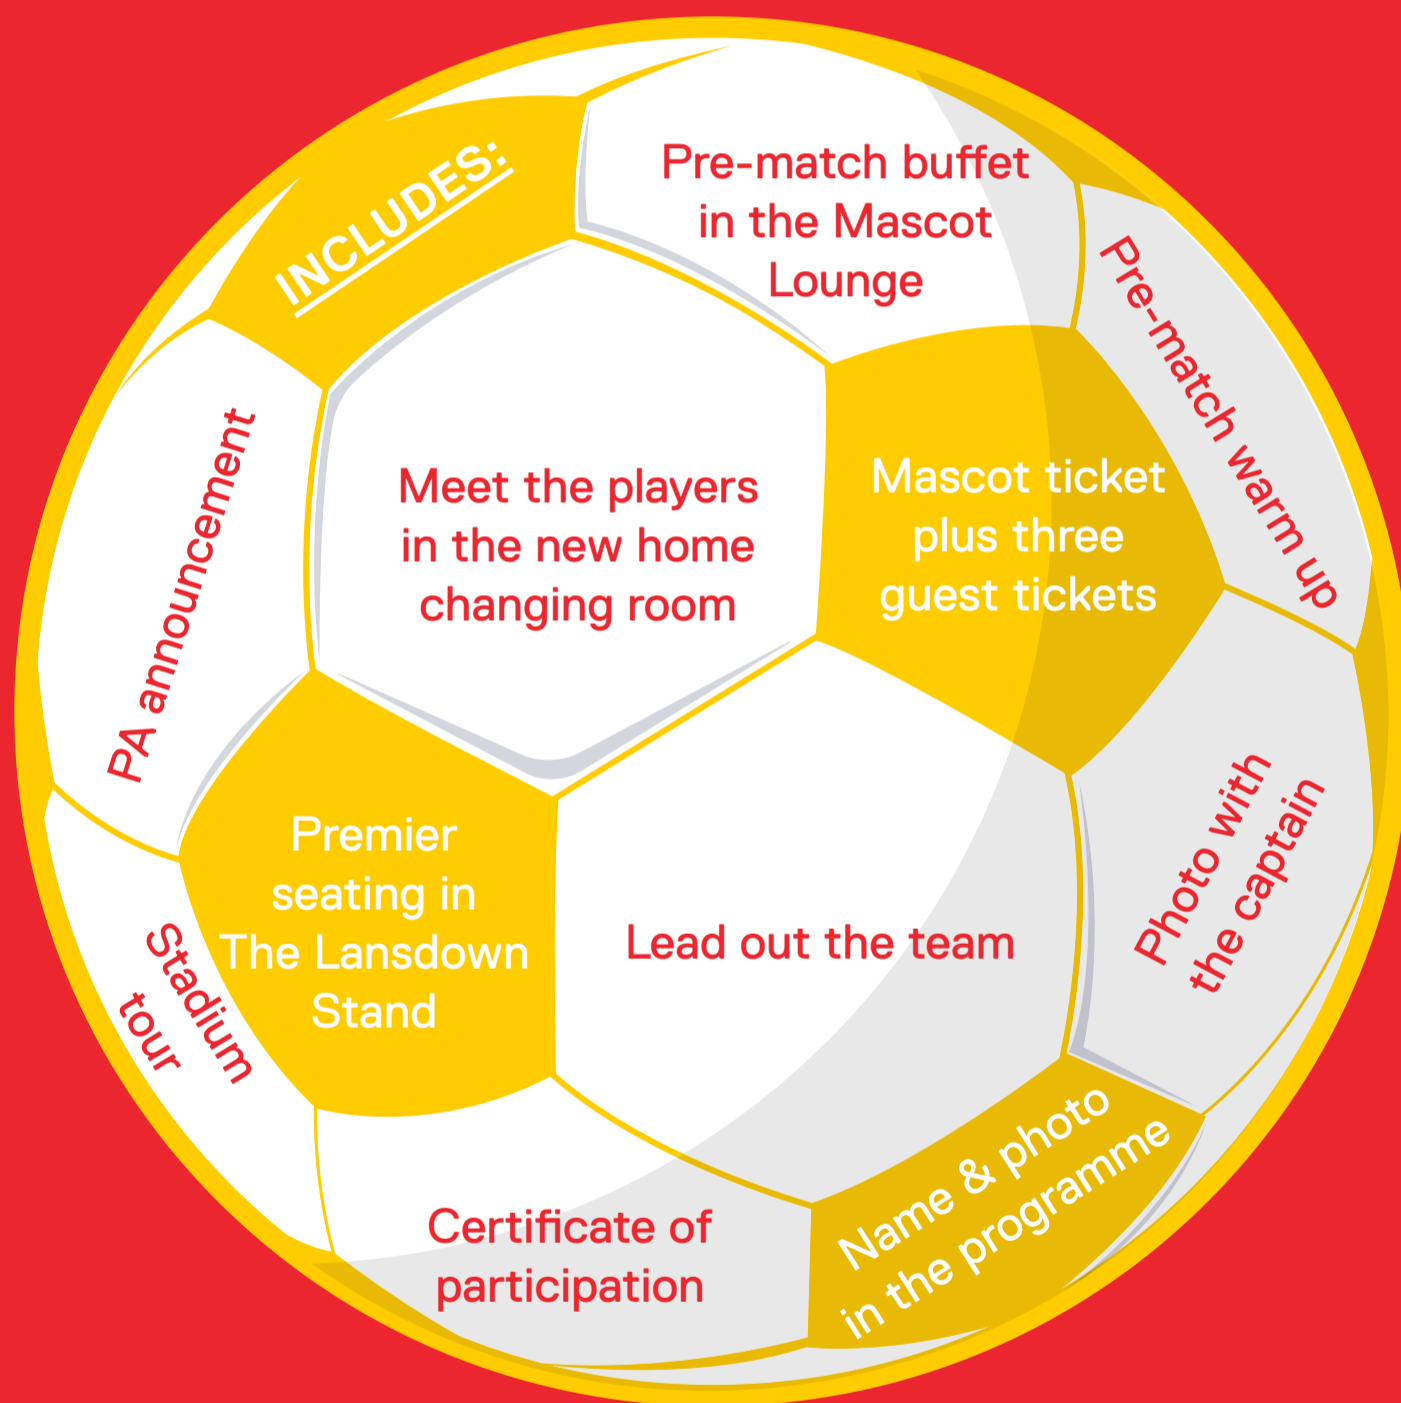 INCLUDES:
Pre-match buffet
in the Mascot
Lounge
Pre-match warm up
PA announcement
Meet the players
in the new home
changing room
Mascot ticket
plus three
guest tickets
Premier
seating in
The Lansdown
Stand
Stadium
tour
Lead out the team
Photo with
the captain
Certificate of
participation
Name & photo
in the programme